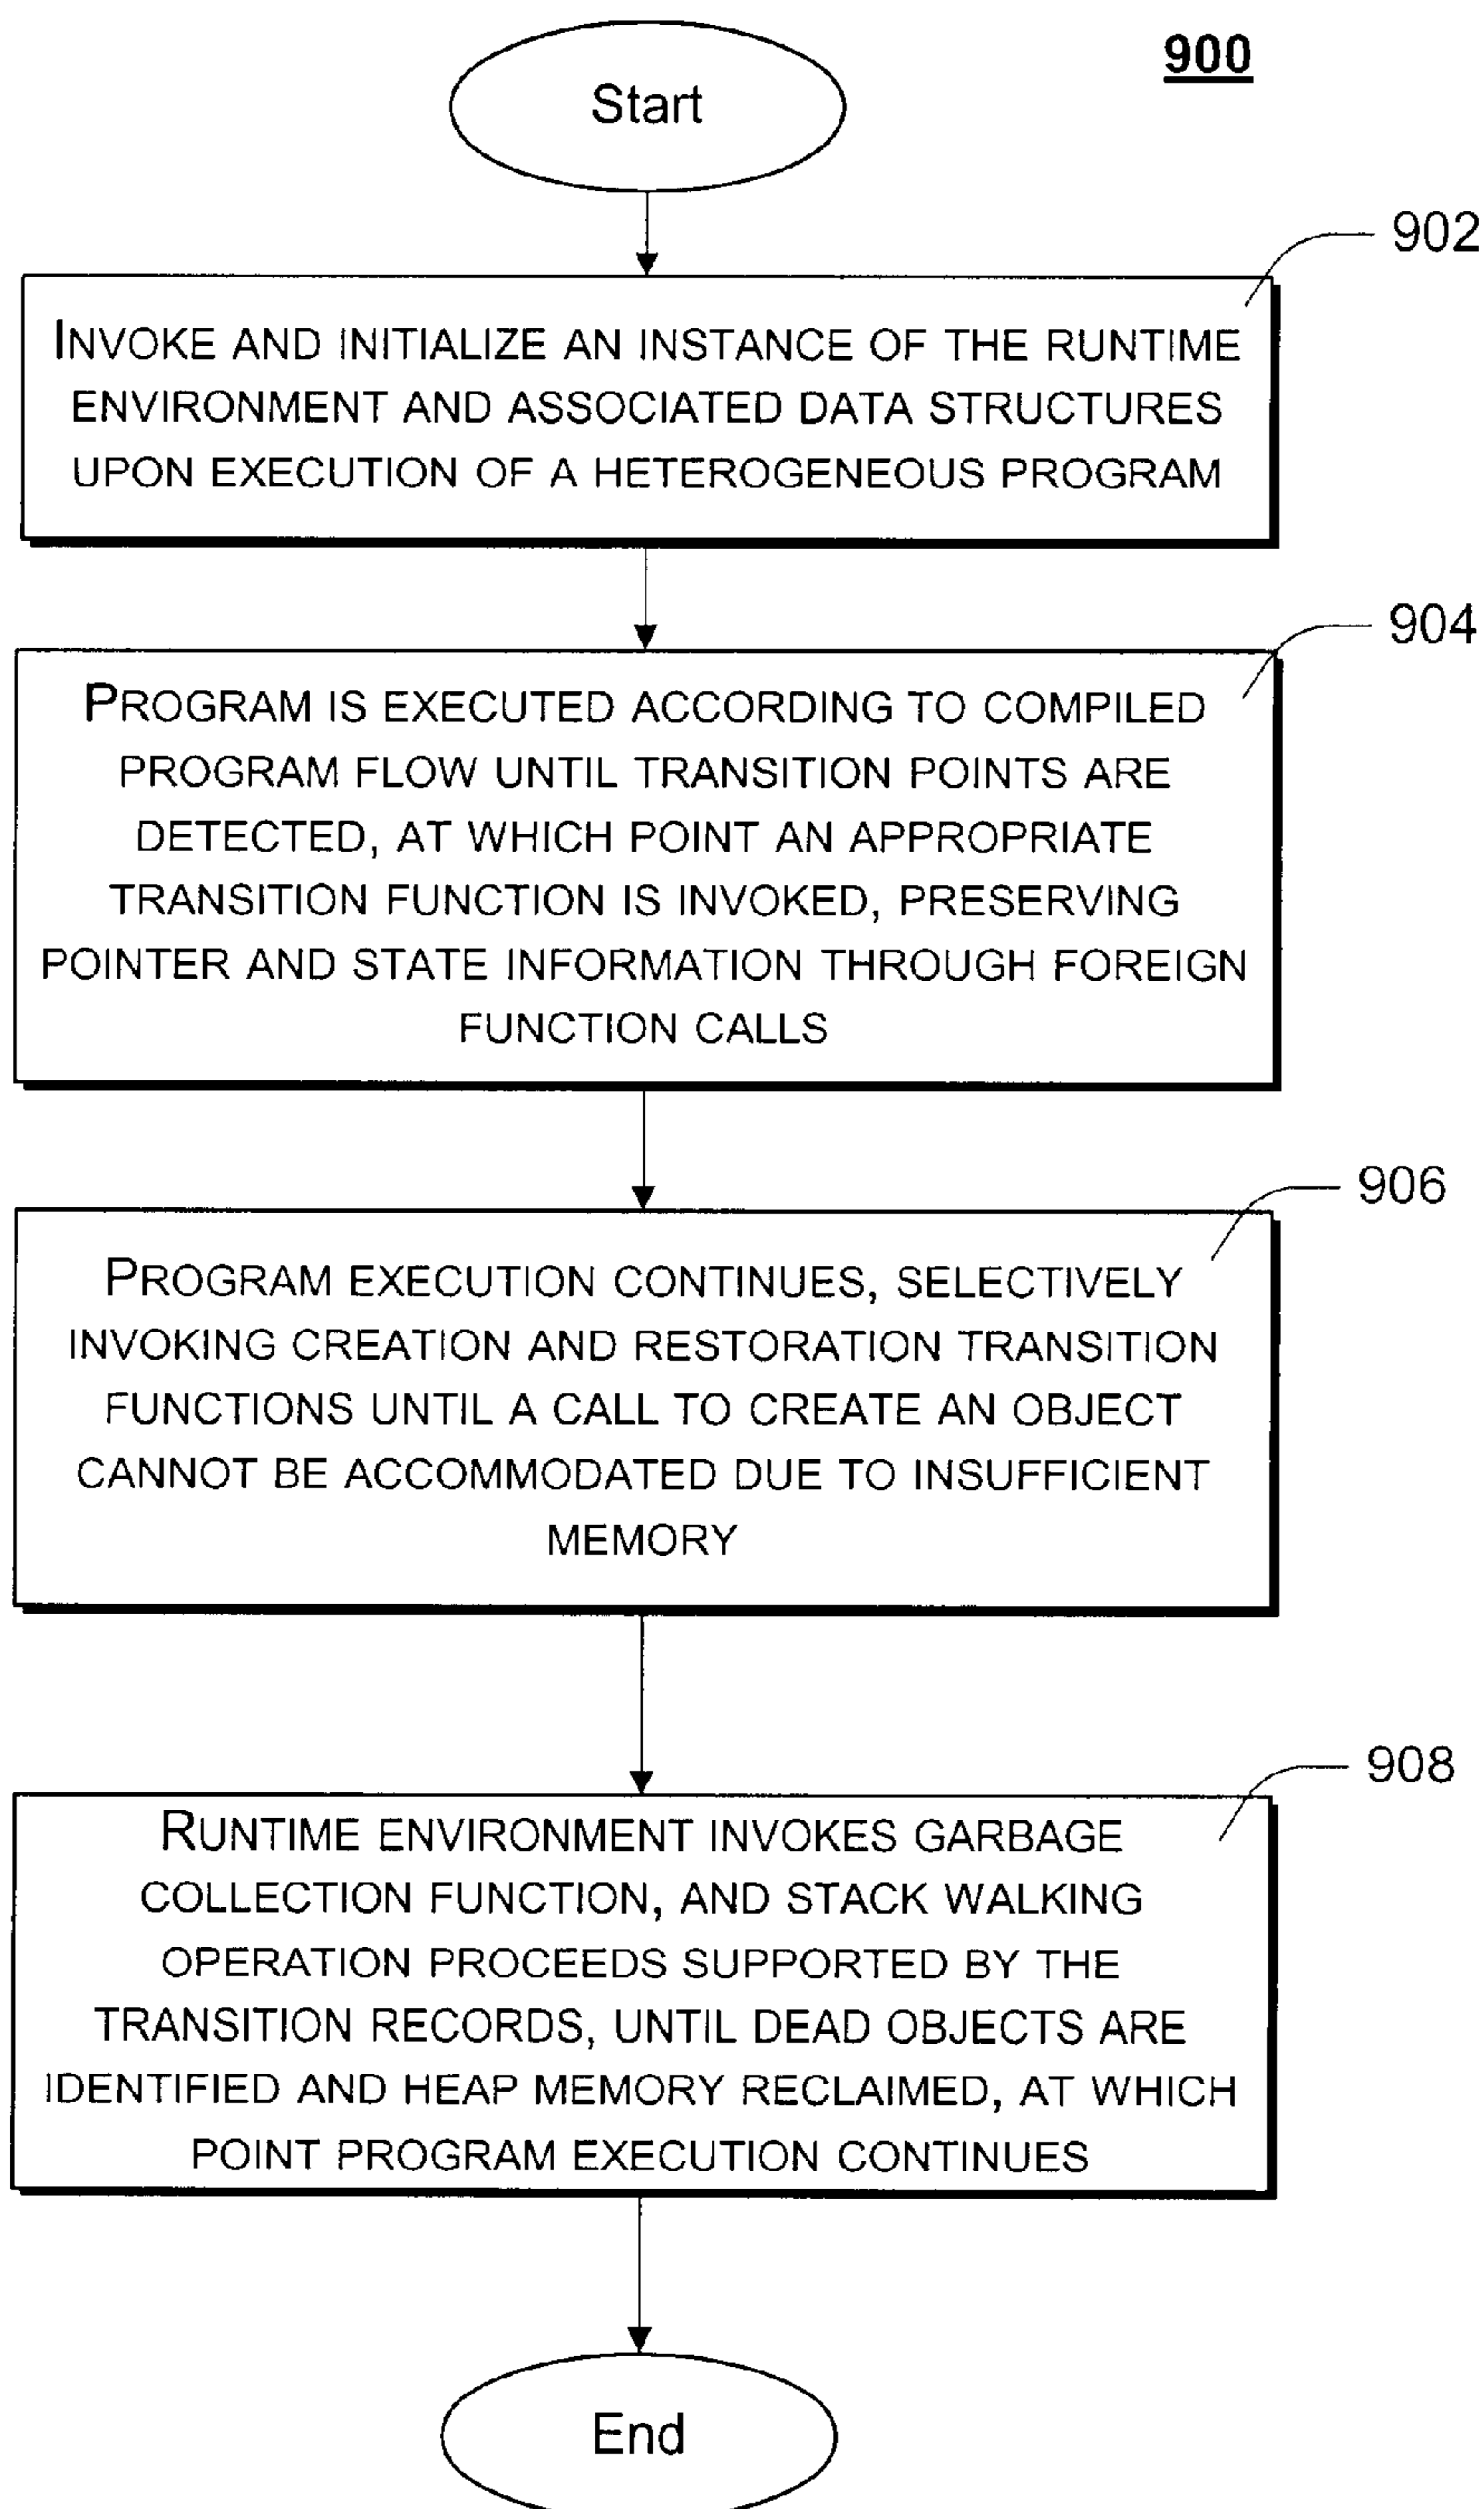 900
Start
902
INVOKE AND INITIALIZE AN INSTANCE OF THE RUNTIME
ENVIRONMENT AND ASSOCIATED DATA STRUCTURES
UPON EXECUTION OF A HETEROGENEOUS PROGRAM
904
PROGRAM IS EXECUTED ACCORDING TO COMPILED
PROGRAM FLOW UNTIL TRANSITION POINTS ARE
DETECTED, AT WHICH POINT AN APPROPRIATE
TRANSITION FUNCTION IS INVOKED, PRESERVING
POINTER AND STATE INFORMATION THROUGH FOREIGN
FUNCTION CALLS
906
PROGRAM EXECUTION CONTINUES, SELECTIVELY
INVOKING CREATION AND RESTORATION TRANSITION
FUNCTIONS UNTIL A CALL TO CREATE AN OBJECT
CANNOT BE ACCOMMODATED DUE TO INSUFFICIENT
MEMORY
908
RUNTIME ENVIRONMENT INVOKES GARBAGE
COLLECTION FUNCTION, AND STACK WALKING
OPERATION PROCEEDS SUPPORTED BY THE
TRANSITION RECORDS, UNTIL DEAD OBJECTS ARE
IDENTIFIED AND HEAP MEMORY RECLAIMED, AT WHICH
POINT PROGRAM EXECUTION CONTINUES
End